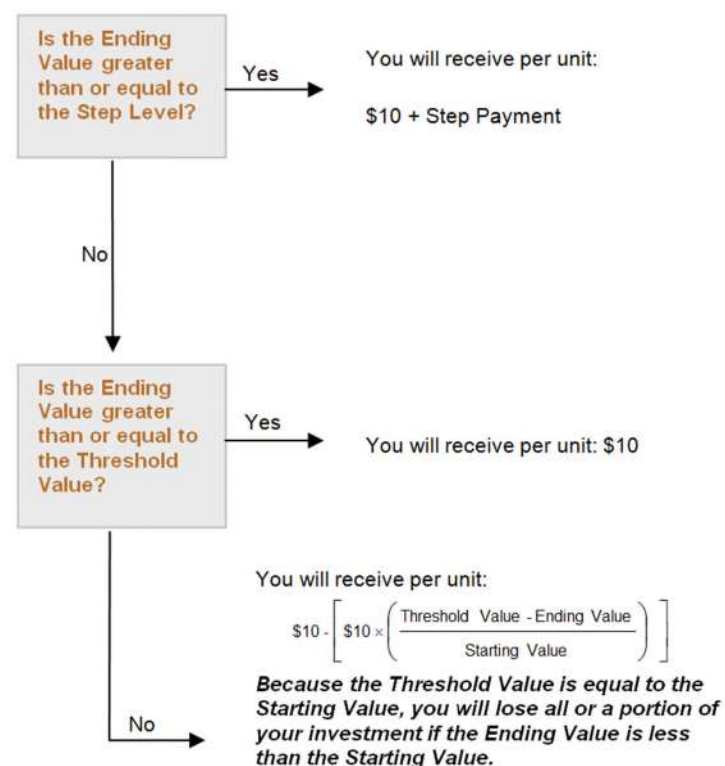 Is the Ending
Value greater
than or equal to
the Step Level?
Yes
You will receive per unit:
$10 + Step Payment
No
Is the Ending
Value greater
than or equal to
the Threshold
Value?
Yes
You will receive per unit: $10
You will receive per unit:
$10 - [ $10 × ( Threshold Value - Ending Value
Starting Value ) ]
Because the Threshold Value is equal to the
Starting Value, you will lose all or a portion of
your investment if the Ending Value is less
than the Starting Value.
No